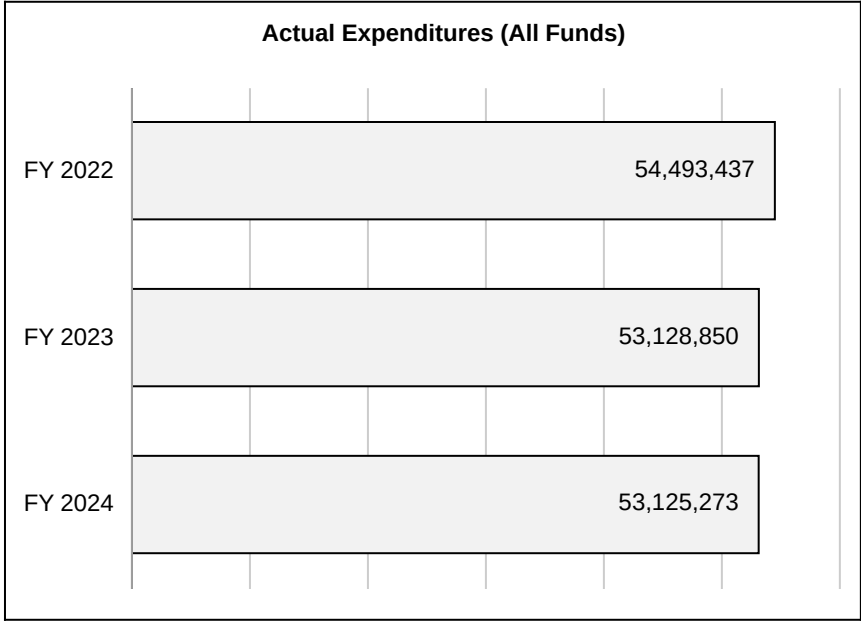 Actual Expenditures (All Funds)
FY 2022 54,493,437
FY 2023 53,128,850
FY 2024 53,125,273